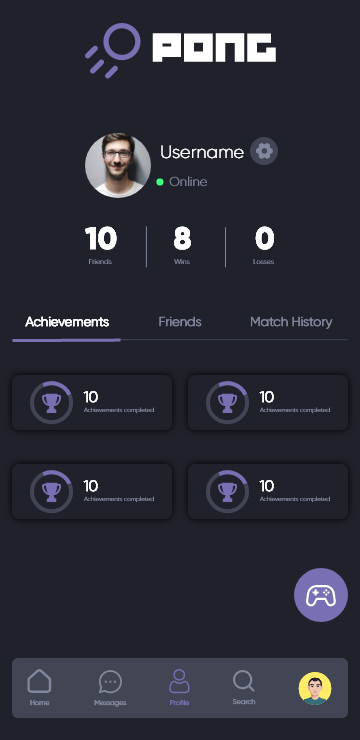 PONG
Username
Online
10 8 0
Friends Wins Losses
Achievements Friends Match History
10
Achievements completed
10
Achievements completed
10
Achievements completed
10
Achievements completed
Home Messages Profile Search